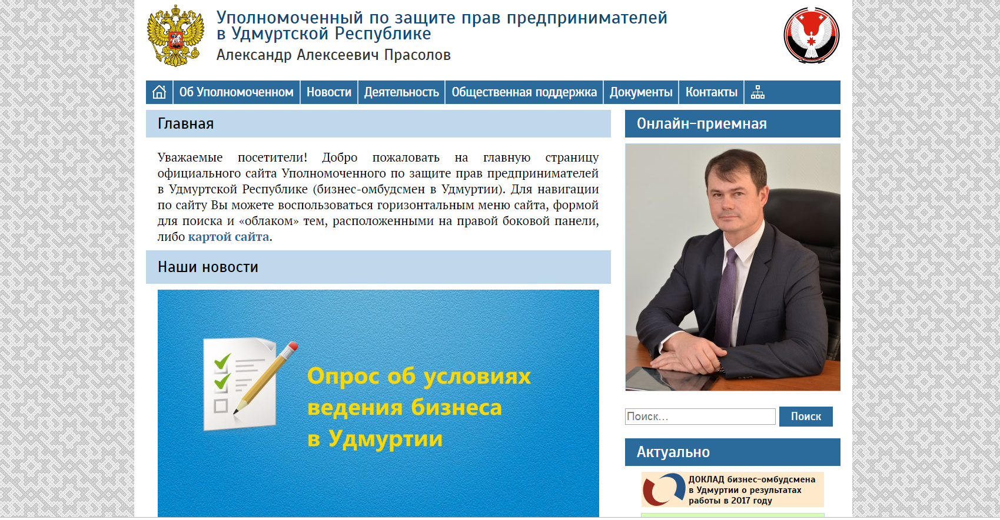 Уполномоченный по защите прав предпринимателей
в Удмуртской Республике
Александр Алексеевич Прасолов
Об Уполномоченном
Новости
Деятельность
Общественная поддержка
Документы
Контакты
Главная
Уважаемые посетители! Добро пожаловать на главную страницу
официального сайта Уполномоченного по защите прав предпринимателей
в Удмуртской Республике (бизнес-омбудсмен в Удмуртии). Для навигации
по сайту Вы можете воспользоваться горизонтальным меню сайта, формой
для поиска и «облаком» тем, расположенными на правой боковой панели,
либо картой сайта.
Наши новости
Опрос об условиях
ведения бизнеса
в Удмуртии
Онлайн-приемная
Поиск…
Поиск
Актуально
ДОКЛАД бизнес-омбудсмена
в Удмуртии о результатах
работы в 2017 году